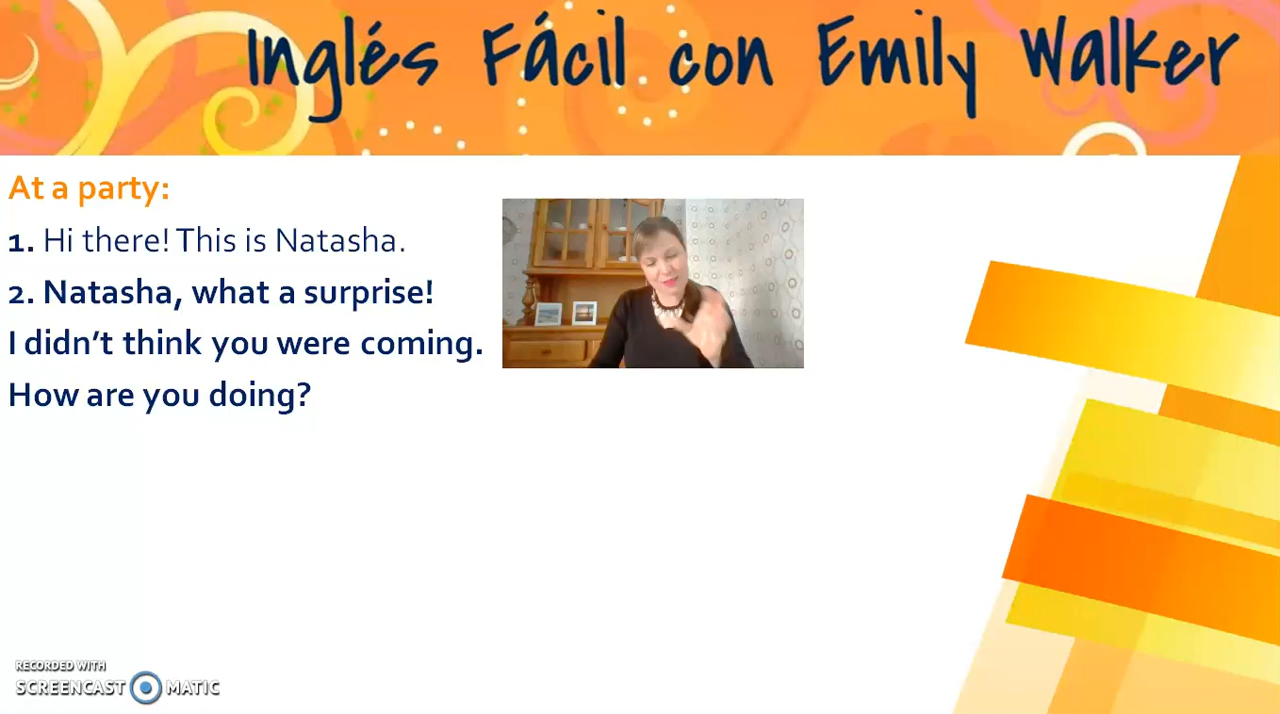 Inglés Fácil con Emily Walker
At a party:
1. Hi there! This is Natasha.
2. Natasha, what a surprise!
I didn’t think you were coming.
How are you doing?
RECORDED WITH
SCREENCAST MATIC